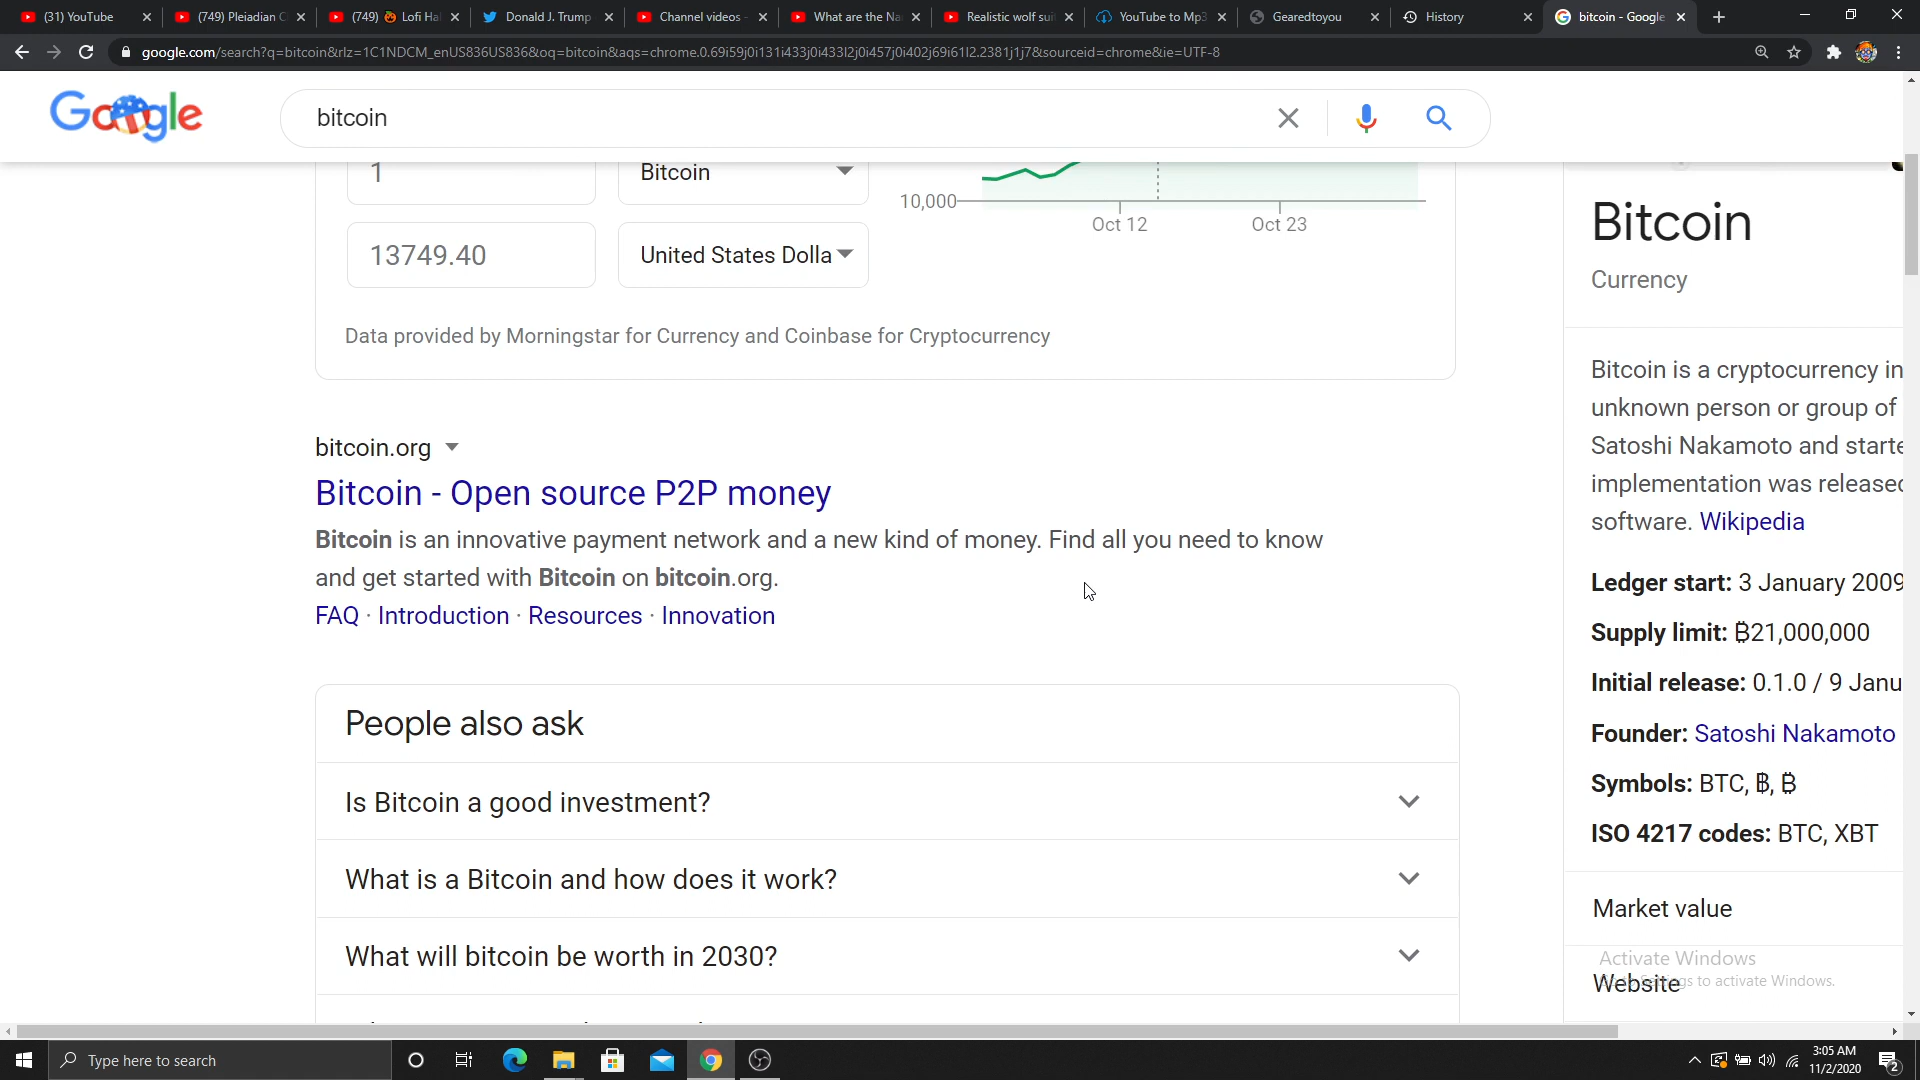 (31) YouTube
(749) Pleiadian C
(749) 🎃 Lofi Ha
Donald J. Trump
Channel videos -
What are the Na
Realistic wolf sui
YouTube to Mp3
Gearedtoyou
History
bitcoin - Google
google.com/search?q=bitcoin&rlz=1C1NDCM_enUS836US836&oq=bitcoin&aqs=chrome.0.69i59j0i131i433j0i433l2j0i457j0i402j69i61l2.2381j1j7&sourceid=chrome&ie=UTF-8
Google
bitcoin
1
Bitcoin
13749.40
United States Dolla
10,000
Oct 12
Oct 23
Data provided by Morningstar for Currency and Coinbase for Cryptocurrency
bitcoin.org
Bitcoin - Open source P2P money
Bitcoin is an innovative payment network and a new kind of money. Find all you need to know
and get started with Bitcoin on bitcoin.org.
FAQ · Introduction · Resources · Innovation
People also ask
Is Bitcoin a good investment?
What is a Bitcoin and how does it work?
What will bitcoin be worth in 2030?
Bitcoin
Currency
Bitcoin is a cryptocurrency in
unknown person or group of
Satoshi Nakamoto and starte
implementation was released
software. Wikipedia
Ledger start: 3 January 2009
Supply limit: ₿21,000,000
Initial release: 0.1.0 / 9 Janu
Founder: Satoshi Nakamoto
Symbols: BTC, ฿, ₿
ISO 4217 codes: BTC, XBT
Market value
Activate Windows
Website
to activate Windows.
Type here to search
3:05 AM
11/2/2020
2